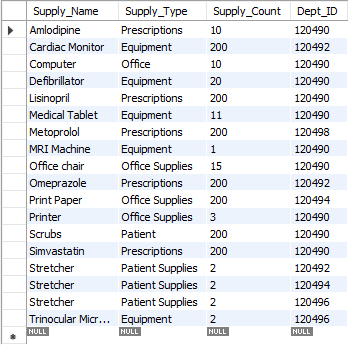 Supply_Name Supply_Type Supply_Count Dept_ID
Amlodipine Prescriptions 10 120490
Cardiac Monitor Equipment 200 120492
Computer Office 10 120490
Defibrillator Equipment 20 120490
Lisinopril Prescriptions 200 120490
Medical Tablet Equipment 11 120490
Metoprolol Prescriptions 200 120498
MRI Machine Equipment 1 120490
Office chair Office Supplies 15 120490
Omeprazole Prescriptions 200 120492
Print Paper Office Supplies 200 120494
Printer Office Supplies 3 120490
Scrubs Patient 200 120490
Simvastatin Prescriptions 200 120490
Stretcher Patient Supplies 2 120492
Stretcher Patient Supplies 2 120494
Stretcher Patient Supplies 2 120496
Trinocular Micr... Equipment 2 120496
NULL NULL NULL NULL